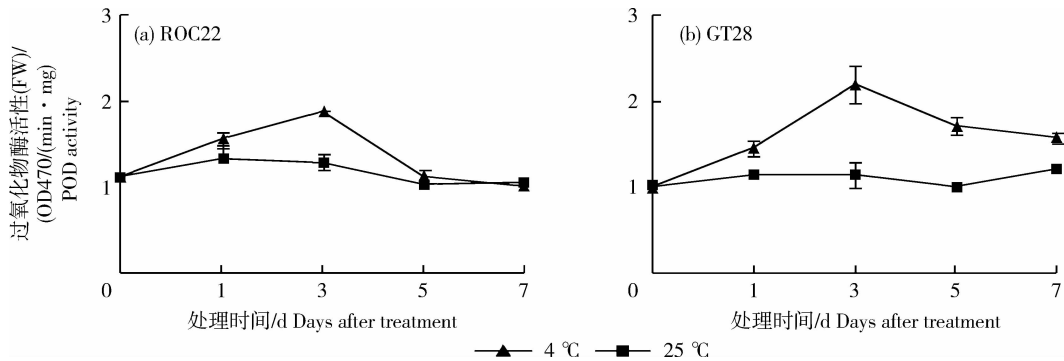 过氧化物酶活性(FW)/
(OD470/(min·mg)
POD activity
3
2
1
0
(a) ROC22
1 3 5 7
处理时间/d Days after treatment
3
2
1
0
(b) GT28
1 3 5 7
处理时间/d Days after treatment
4 ℃ 25 ℃